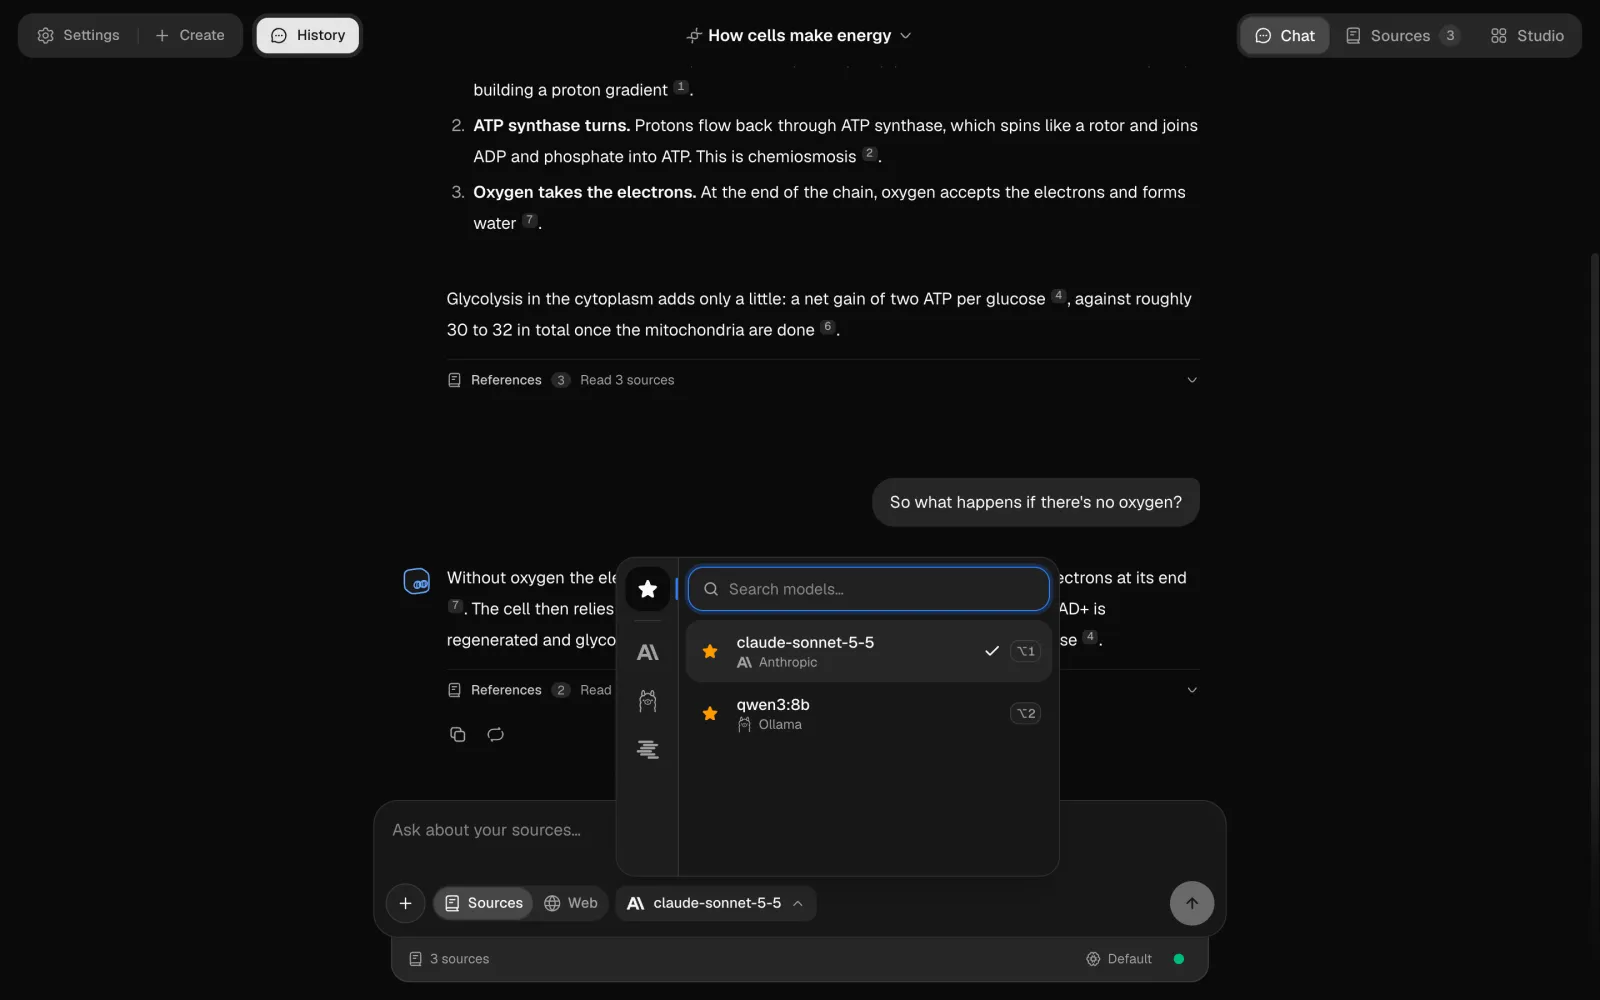 Settings
Create
History
How cells make energy
Chat
Sources 3
Studio
building a proton gradient 1.
2. ATP synthase turns. Protons flow back through ATP synthase, which spins like a rotor and joins
ADP and phosphate into ATP. This is chemiosmosis 2.
3. Oxygen takes the electrons. At the end of the chain, oxygen accepts the electrons and forms
water 7.
Glycolysis in the cytoplasm adds only a little: a net gain of two ATP per glucose 4, against roughly
30 to 32 in total once the mitochondria are done 6.
References 3 Read 3 sources
So what happens if there's no oxygen?
Without oxygen the ele
ectrons at its end
7. The cell then relies
AD+ is
regenerated and glyco
se 4.
References 2 Read
Search models...
claude-sonnet-5-5
Anthropic
⌥1
qwen3:8b
Ollama
⌥2
Ask about your sources...
Sources
Web
claude-sonnet-5-5
3 sources
Default